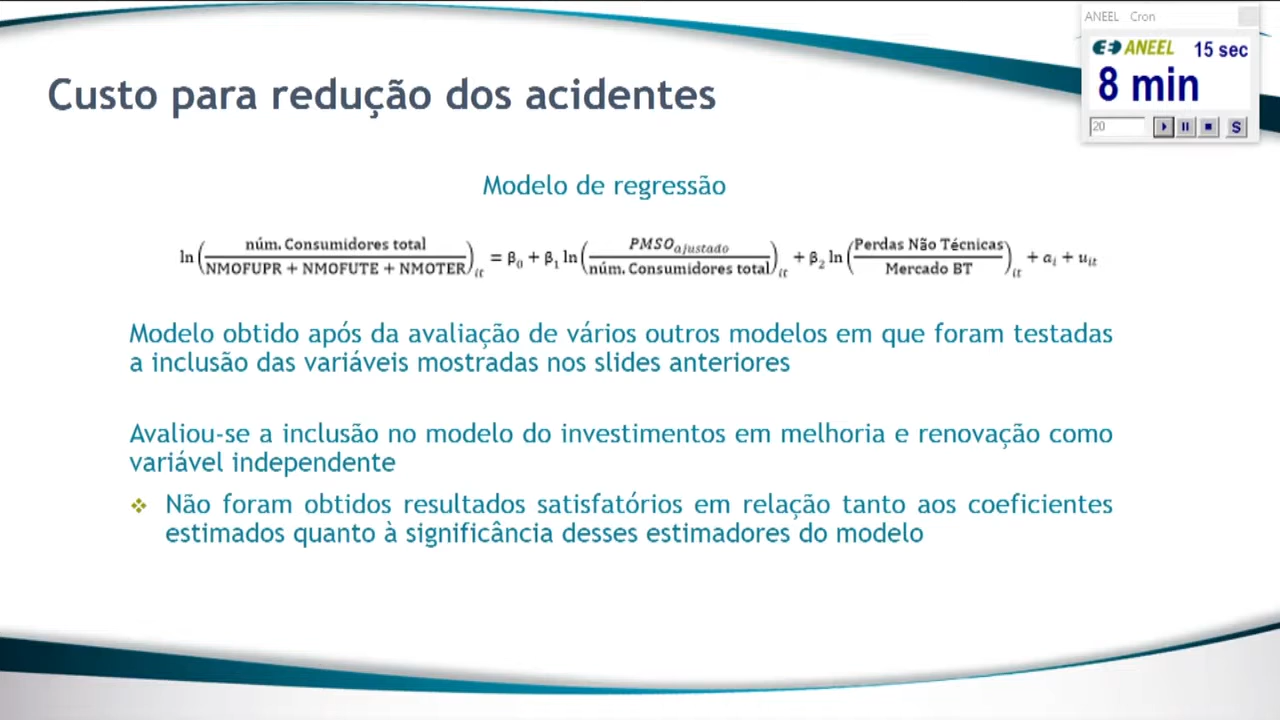 ANEEL Cron
ANEEL 15 sec
8 min
20
S
Custo para redução dos acidentes
Modelo de regressão
ln(núm. Consumidores total / NMOFUPR + NMOFUTE + NMOTER)it = β0 + β1 ln(PMSOajustado / núm. Consumidores total)it + β2 ln(Perdas Não Técnicas / Mercado BT)it + ai + uit
Modelo obtido após da avaliação de vários outros modelos em que foram testadas
a inclusão das variáveis mostradas nos slides anteriores
Avaliou-se a inclusão no modelo do investimentos em melhoria e renovação como
variável independente
Não foram obtidos resultados satisfatórios em relação tanto aos coeficientes
estimados quanto à significância desses estimadores do modelo